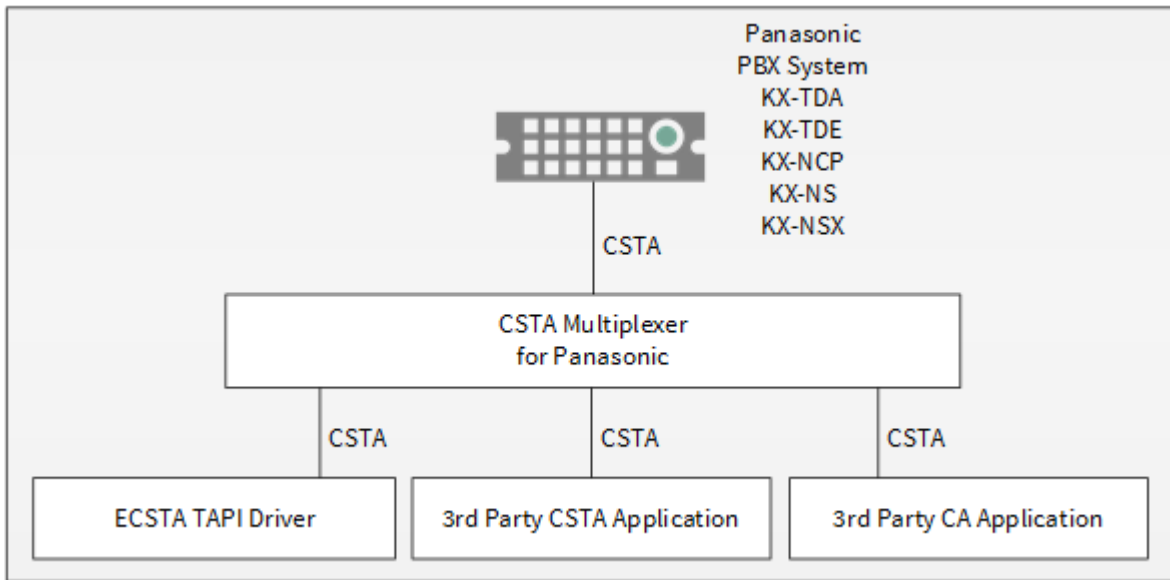 Panasonic
PBX System
KX-TDA
KX-TDE
KX-NCP
KX-NS
KX-NSX
CSTA
CSTA Multiplexer
for Panasonic
CSTA
CSTA
CSTA
ECSTA TAPI Driver
3rd Party CSTA Application
3rd Party CA Application